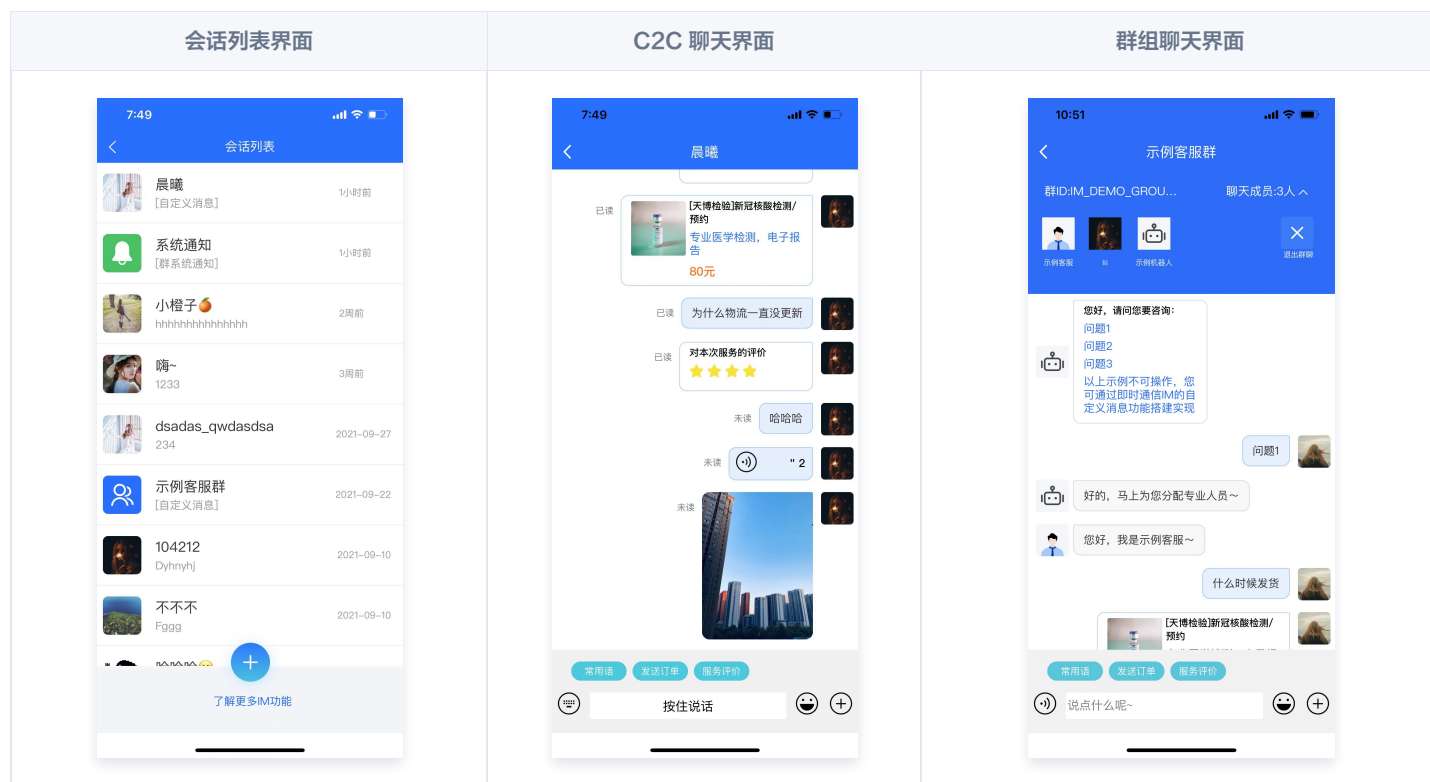 会话列表界面
C2C 聊天界面
群组聊天界面
7:49
会话列表
晨曦
1小时前
[自定义消息]
系统通知
1小时前
[群系统通知]
小橙子🍊
2周前
hhhhhhhhhhhhhhh
嗨~
3周前
1233
dsadas_qwdasdsa
2021-09-27
234
示例客服群
2021-09-22
[自定义消息]
104212
2021-09-10
Dyhnyhj
不不不
2021-09-10
Fggg
了解更多IM功能
7:49
晨曦
已读
[天博检验]新冠核酸检测/
预约
专业医学检测，电子报
告
80元
已读
为什么物流一直没更新
已读
对本次服务的评价
未读
哈哈哈
未读
" 2
未读
常用语
发送订单
服务评价
按住说话
10:51
示例客服群
群ID:IM_DEMO_GROU...
聊天成员:3人
示例客服
示例机器人
退出群聊
您好，请问您要咨询：
问题1
问题2
问题3
以上示例不可操作，您
可通过即时通信IM的自
定义消息功能搭建实现
问题1
好的，马上为您分配专业人员～
您好，我是示例客服～
什么时候发货
[天博检验]新冠核酸检测/
预约
常用语
发送订单
服务评价
说点什么呢~